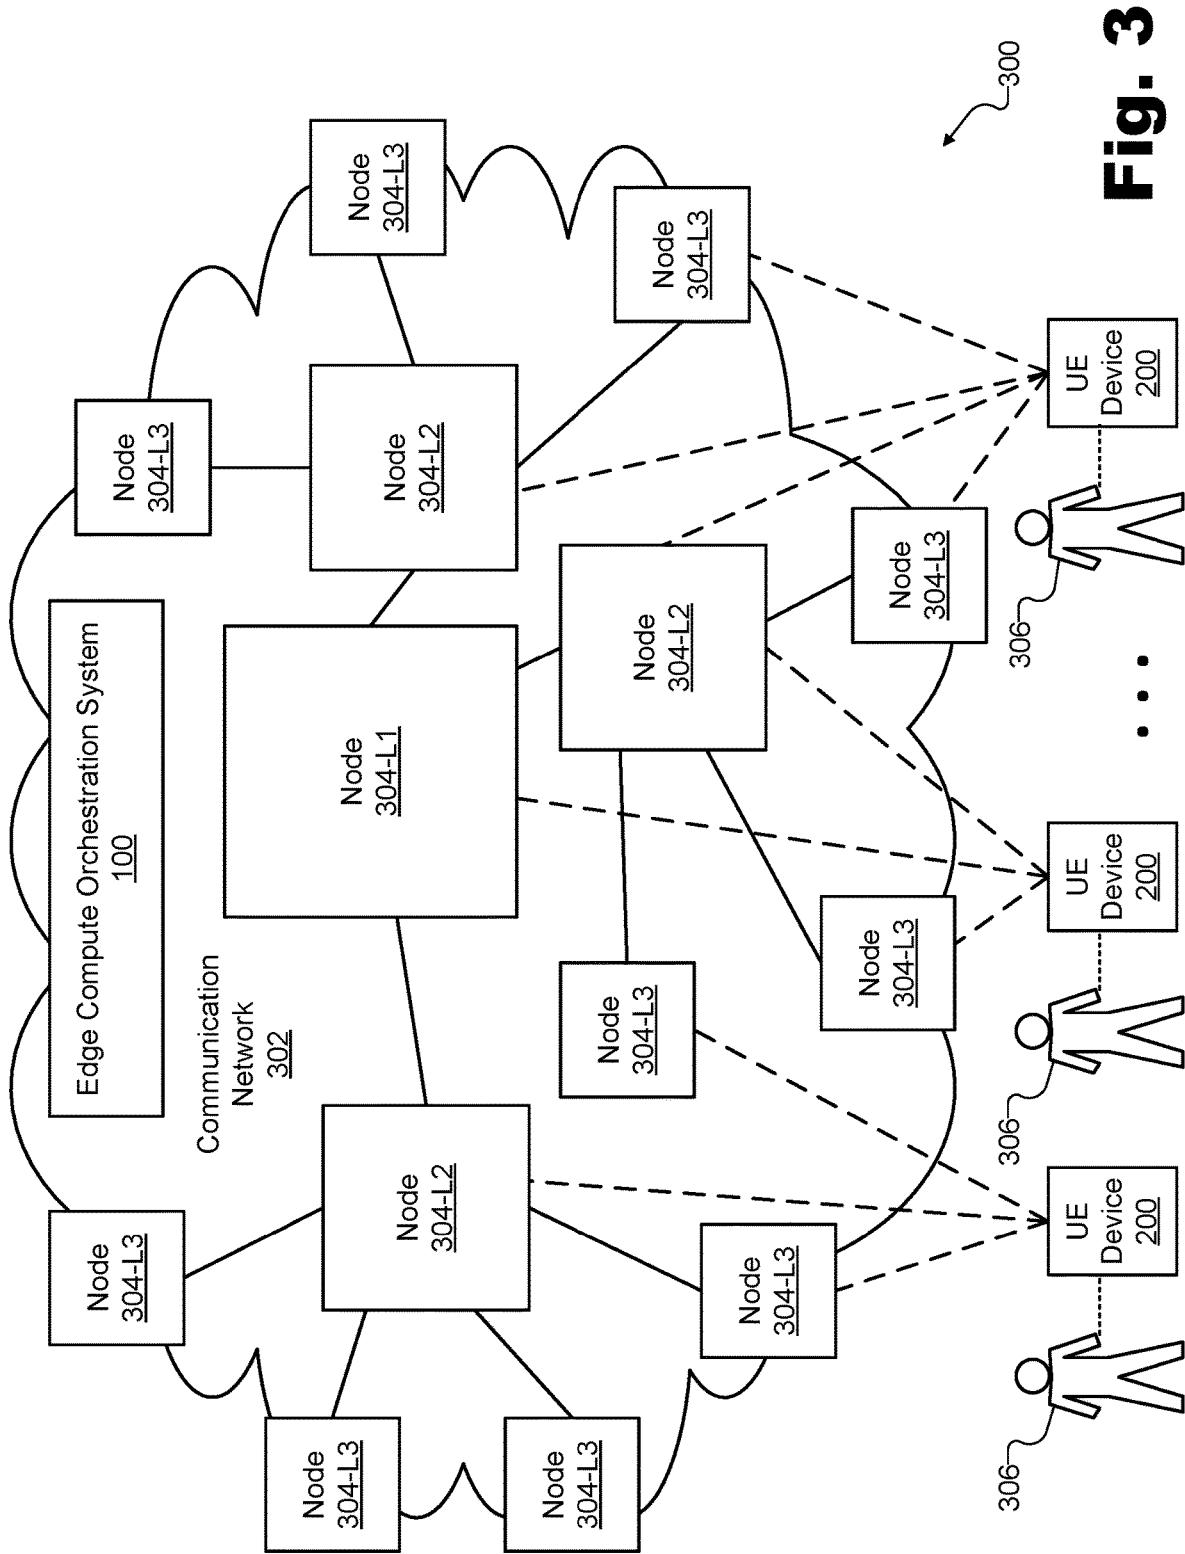 Edge Compute Orchestration System
100
Node
304-L3
Node
304-L3
Communication
Network
302
Node
304-L3
Node
304-L1
Node
304-L3
Node
304-L2
Node
304-L2
Node
304-L3
Node
304-L3
Node
304-L2
Node
304-L3
Node
304-L3
Node
304-L3
Node
304-L3
300
306
UE
Device
200
306
UE
Device
200
. . .
306
UE
Device
200
Fig. 3